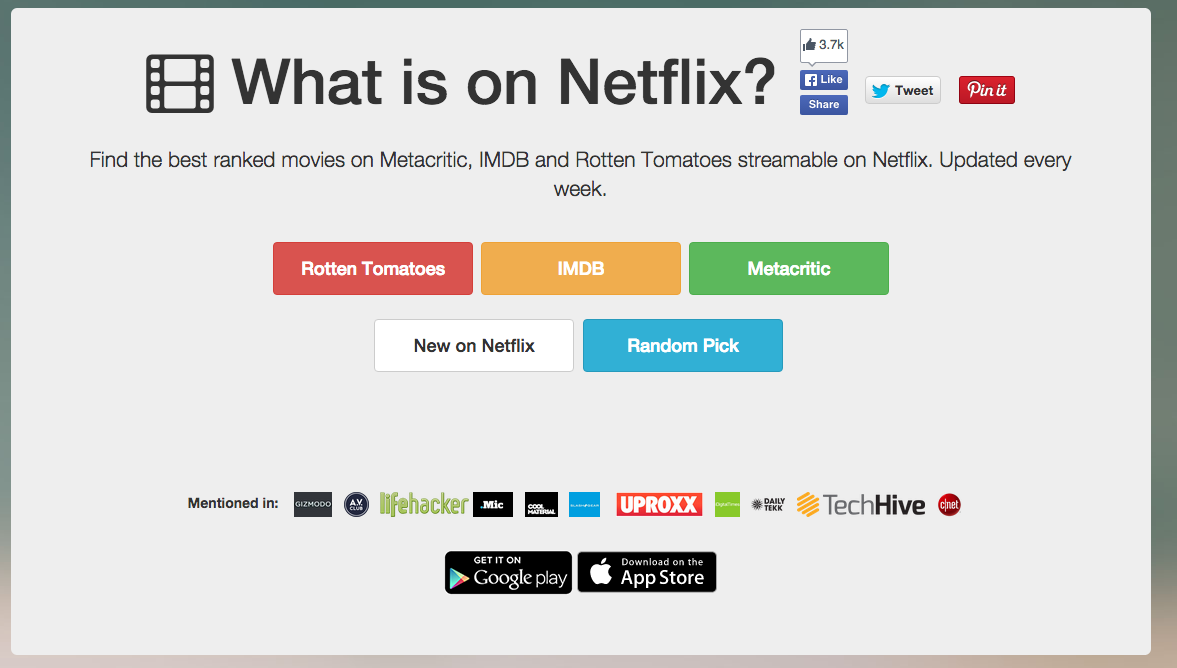 What is on Netflix?
3.7k
Like
Share
Tweet
Pin it
Find the best ranked movies on Metacritic, IMDB and Rotten Tomatoes streamable on Netflix. Updated every
week.
Rotten Tomatoes
IMDB
Metacritic
New on Netflix
Random Pick
Mentioned in:
GIZMODO
A.V.
CLUB
lifehacker
.Mic
COOL
MATERIAL
UPROXX
DAILY
TEKK
TechHive
c|net
GET IT ON
Google play
Download on the
App Store